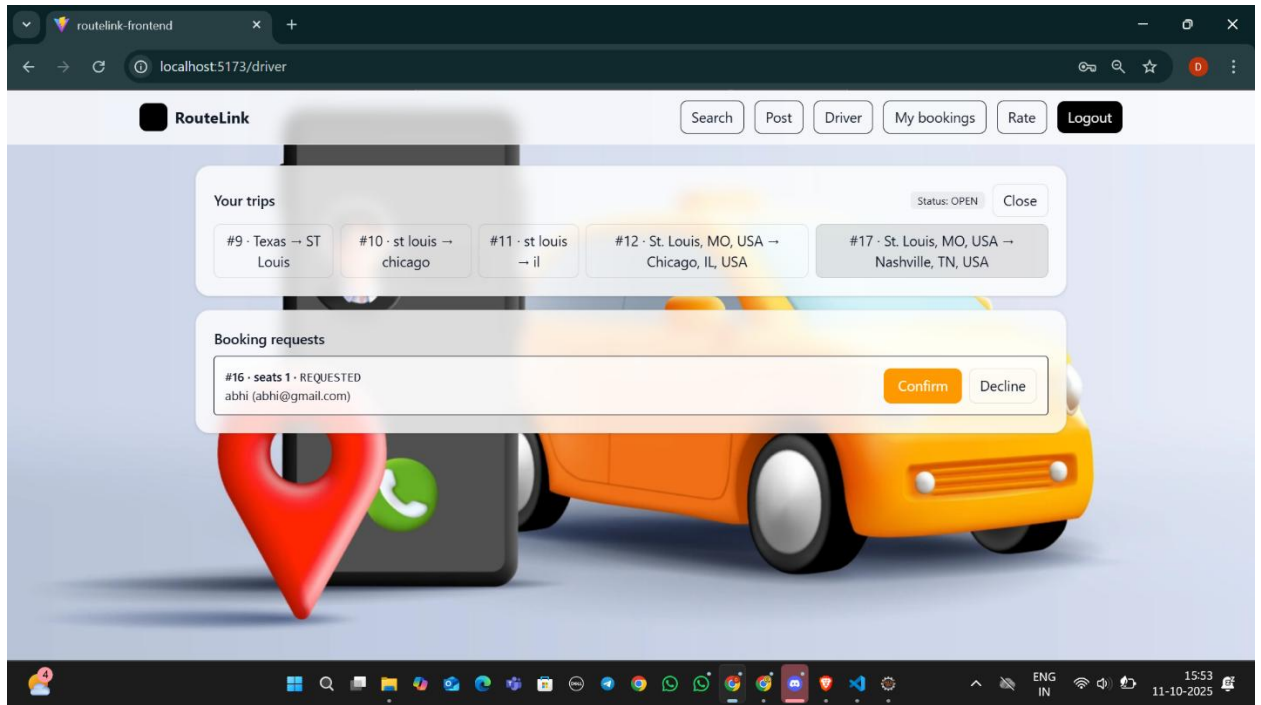 routelink-frontend
localhost:5173/driver
D
RouteLink
Search Post Driver My bookings Rate Logout
Your trips
Status: OPEN Close
#9 · Texas → ST
Louis
#10 · st louis →
chicago
#11 · st louis
→ il
#12 · St. Louis, MO, USA →
Chicago, IL, USA
#17 · St. Louis, MO, USA →
Nashville, TN, USA
Booking requests
#16 · seats 1 · REQUESTED
abhi (abhi@gmail.com)
Confirm Decline
4
ENG
IN
15:53
11-10-2025